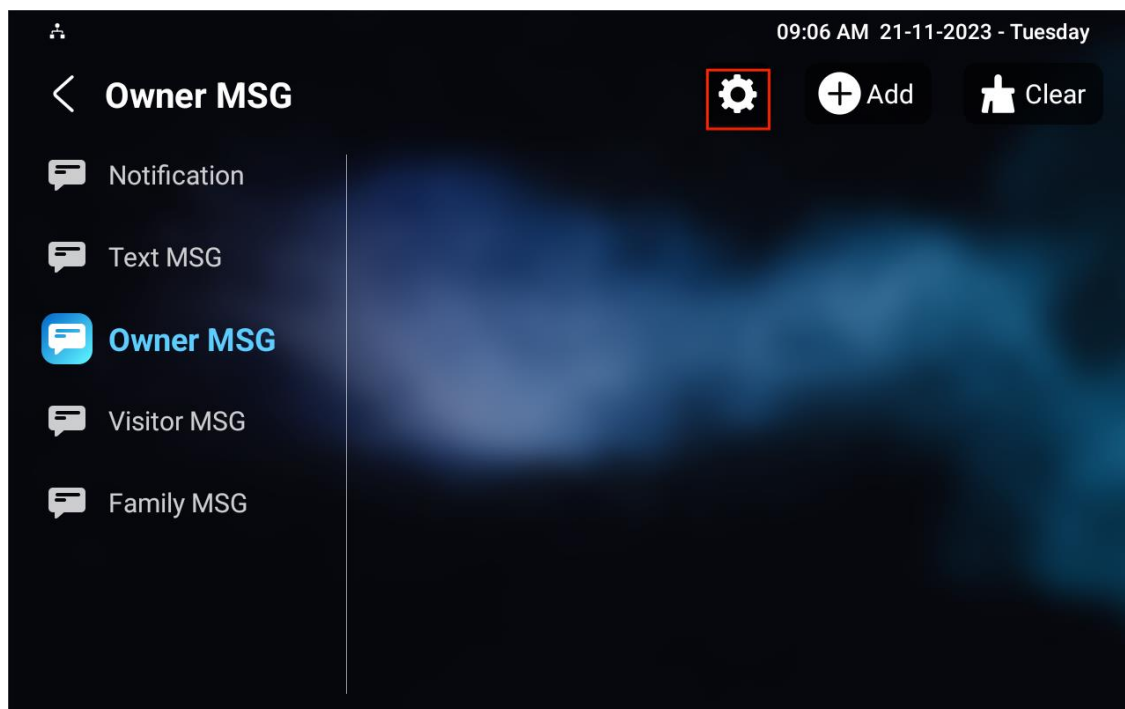 09:06 AM 21-11-2023 - Tuesday
Owner MSG
Add
Clear
Notification
Text MSG
Owner MSG
Visitor MSG
Family MSG